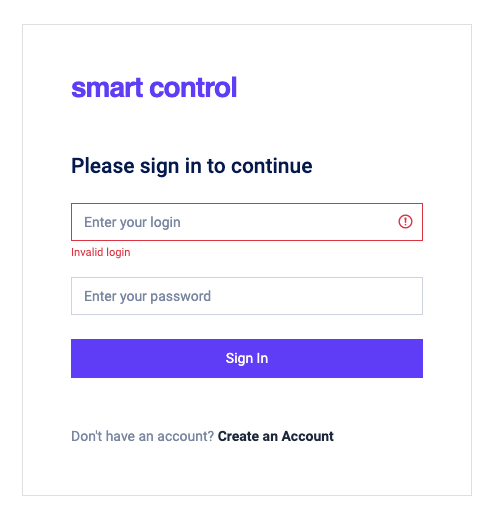 smart control
Please sign in to continue
Enter your login
Invalid login
Enter your password
Sign In
Don't have an account? Create an Account